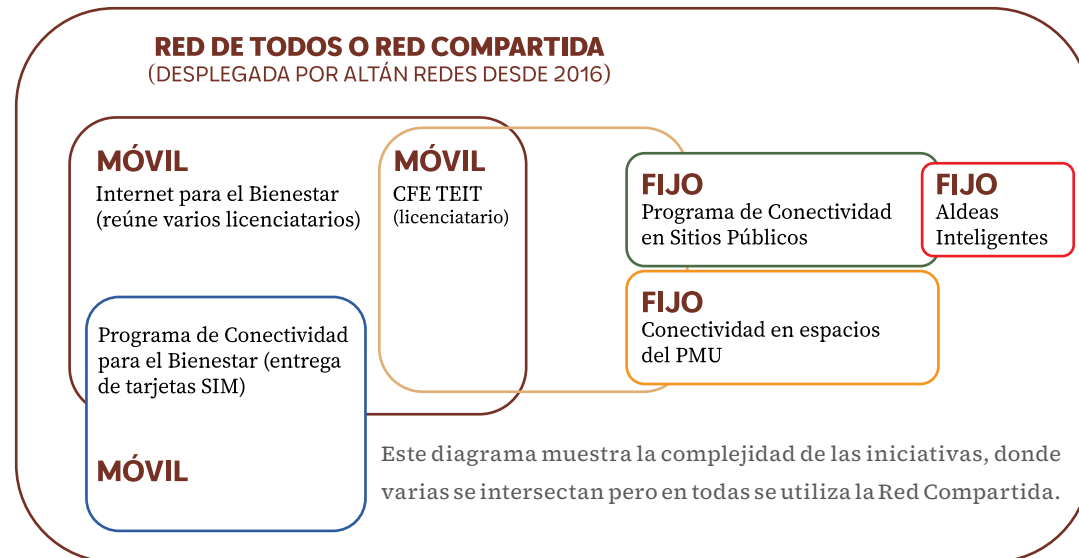 RED DE TODOS O RED COMPARTIDA
(DESPLEGADA POR ALTÁN REDES DESDE 2016)
MÓVIL
Internet para el Bienestar
(reúne varios licenciatarios)
MÓVIL
CFE TEIT
(licenciatario)
FIJO
Programa de Conectividad
en Sitios Públicos
FIJO
Aldeas
Inteligentes
FIJO
Conectividad en espacios
del PMU
Programa de Conectividad
para el Bienestar (entrega
de tarjetas SIM)
MÓVIL
Este diagrama muestra la complejidad de las iniciativas, donde
varias se intersectan pero en todas se utiliza la Red Compartida.